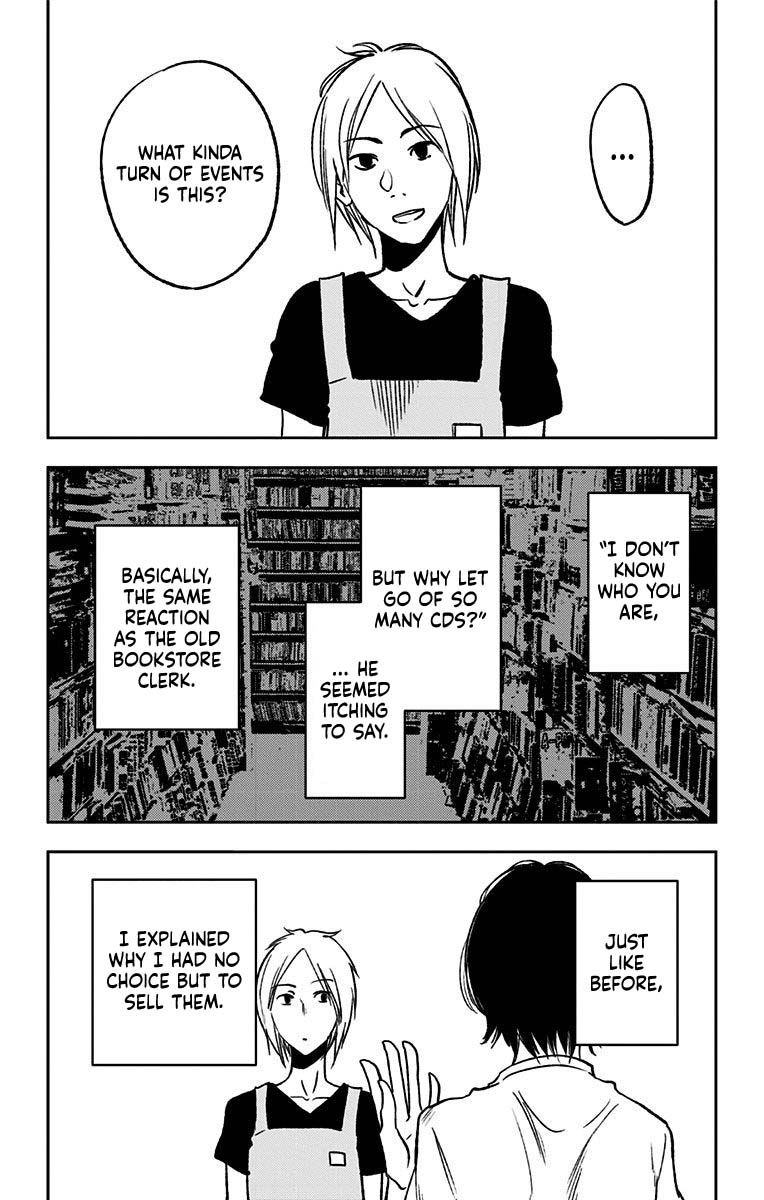 ...
WHAT KINDA
TURN OF EVENTS
IS THIS?
“I DON'T
KNOW
WHO YOU
ARE,
BUT WHY LET
GO OF SO
MANY CDS?”
... HE
SEEMED
ITCHING
TO SAY.
BASICALLY,
THE SAME
REACTION
AS THE OLD
BOOKSTORE
CLERK.
JUST
LIKE
BEFORE,
I EXPLAINED
WHY I HAD NO
CHOICE BUT TO
SELL THEM.